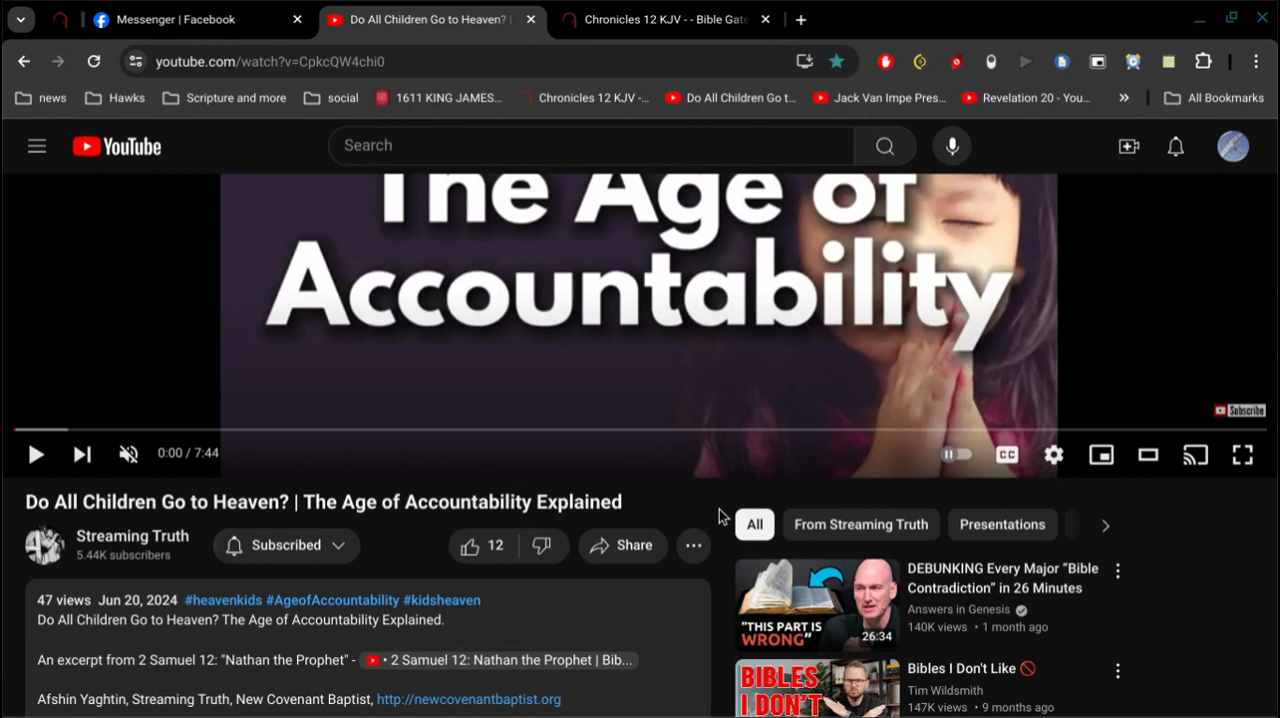 Messenger | Facebook
Do All Children Go to Heaven? |
Chronicles 12 KJV - - Bible Gate
youtube.com/watch?v=CpkcQW4chi0
news
Hawks
Scripture and more
social
1611 KING JAMES...
Chronicles 12 KJV -...
Do All Children Go t...
Jack Van Impe Pres...
Revelation 20 - You...
All Bookmarks
YouTube
Search
The Age of
Accountability
Subscribe
0:00 / 7:44
CC
Do All Children Go to Heaven? | The Age of Accountability Explained
Streaming Truth
5.44K subscribers
Subscribed
12
Share
All
From Streaming Truth
Presentations
47 views Jun 20, 2024 #heavenkids #AgeofAccountability #kidsheaven
Do All Children Go to Heaven? The Age of Accountability Explained.
An excerpt from 2 Samuel 12: "Nathan the Prophet" - • 2 Samuel 12: Nathan the Prophet | Bib...
Afshin Yaghtin, Streaming Truth, New Covenant Baptist, http://newcovenantbaptist.org
"THIS PART IS
WRONG"
26:34
DEBUNKING Every Major "Bible
Contradiction" in 26 Minutes
Answers in Genesis
140K views • 1 month ago
BIBLES
I DON'T
Bibles I Don't Like
Tim Wildsmith
147K views • 9 months ago